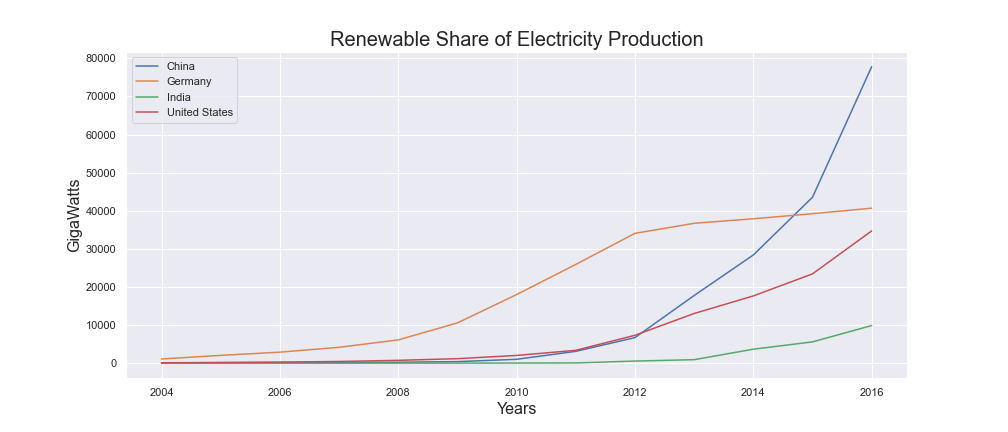 Renewable Share of Electricity Production
China
Germany
India
United States
GigaWatts
80000
70000
60000
50000
40000
30000
20000
10000
0
2004
2006
2008
2010
2012
2014
2016
Years